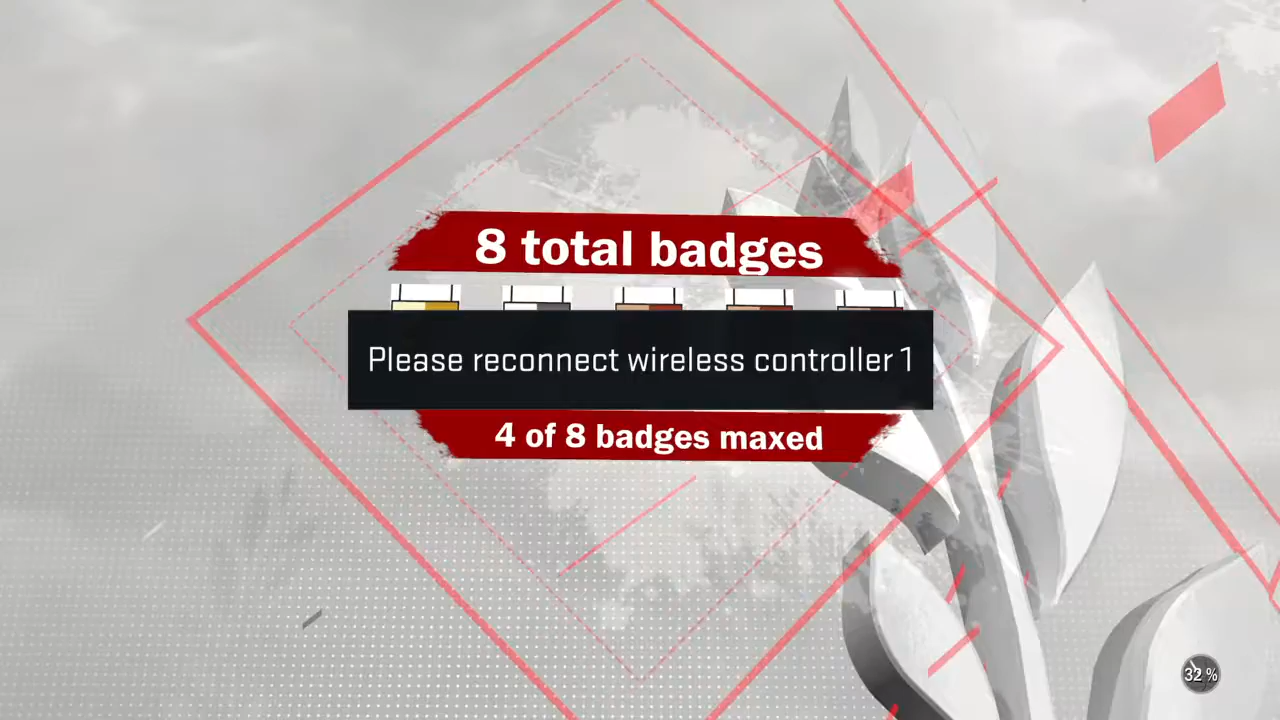 8 total badges
Please reconnect wireless controller 1
4 of 8 badges maxed
32 %